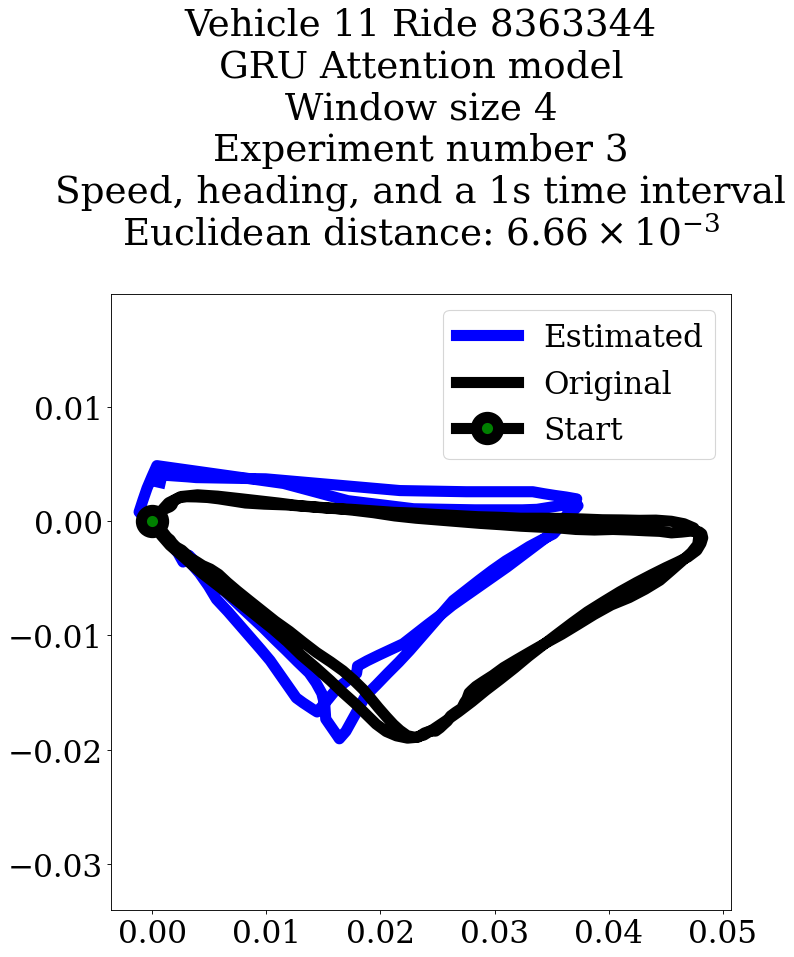 Vehicle 11 Ride 8363344
GRU Attention model
Window size 4
Experiment number 3
Speed, heading, and a 1s time interval
Euclidean distance: 6.66 × 10⁻³
Estimated
Original
Start
0.01
0.00
−0.01
−0.02
−0.03
0.00 0.01 0.02 0.03 0.04 0.05